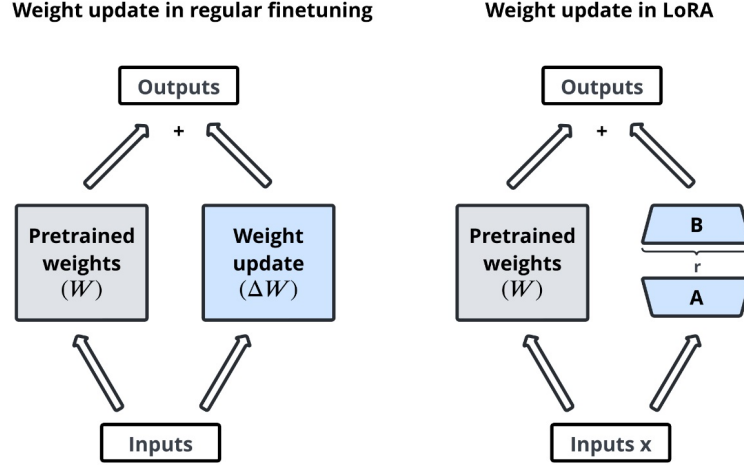 Weight update in regular finetuning
Outputs
+
Pretrained
weights
(W)
Weight
update
(ΔW)
Inputs
Weight update in LoRA
Outputs
+
Pretrained
weights
(W)
B
r
A
Inputs x